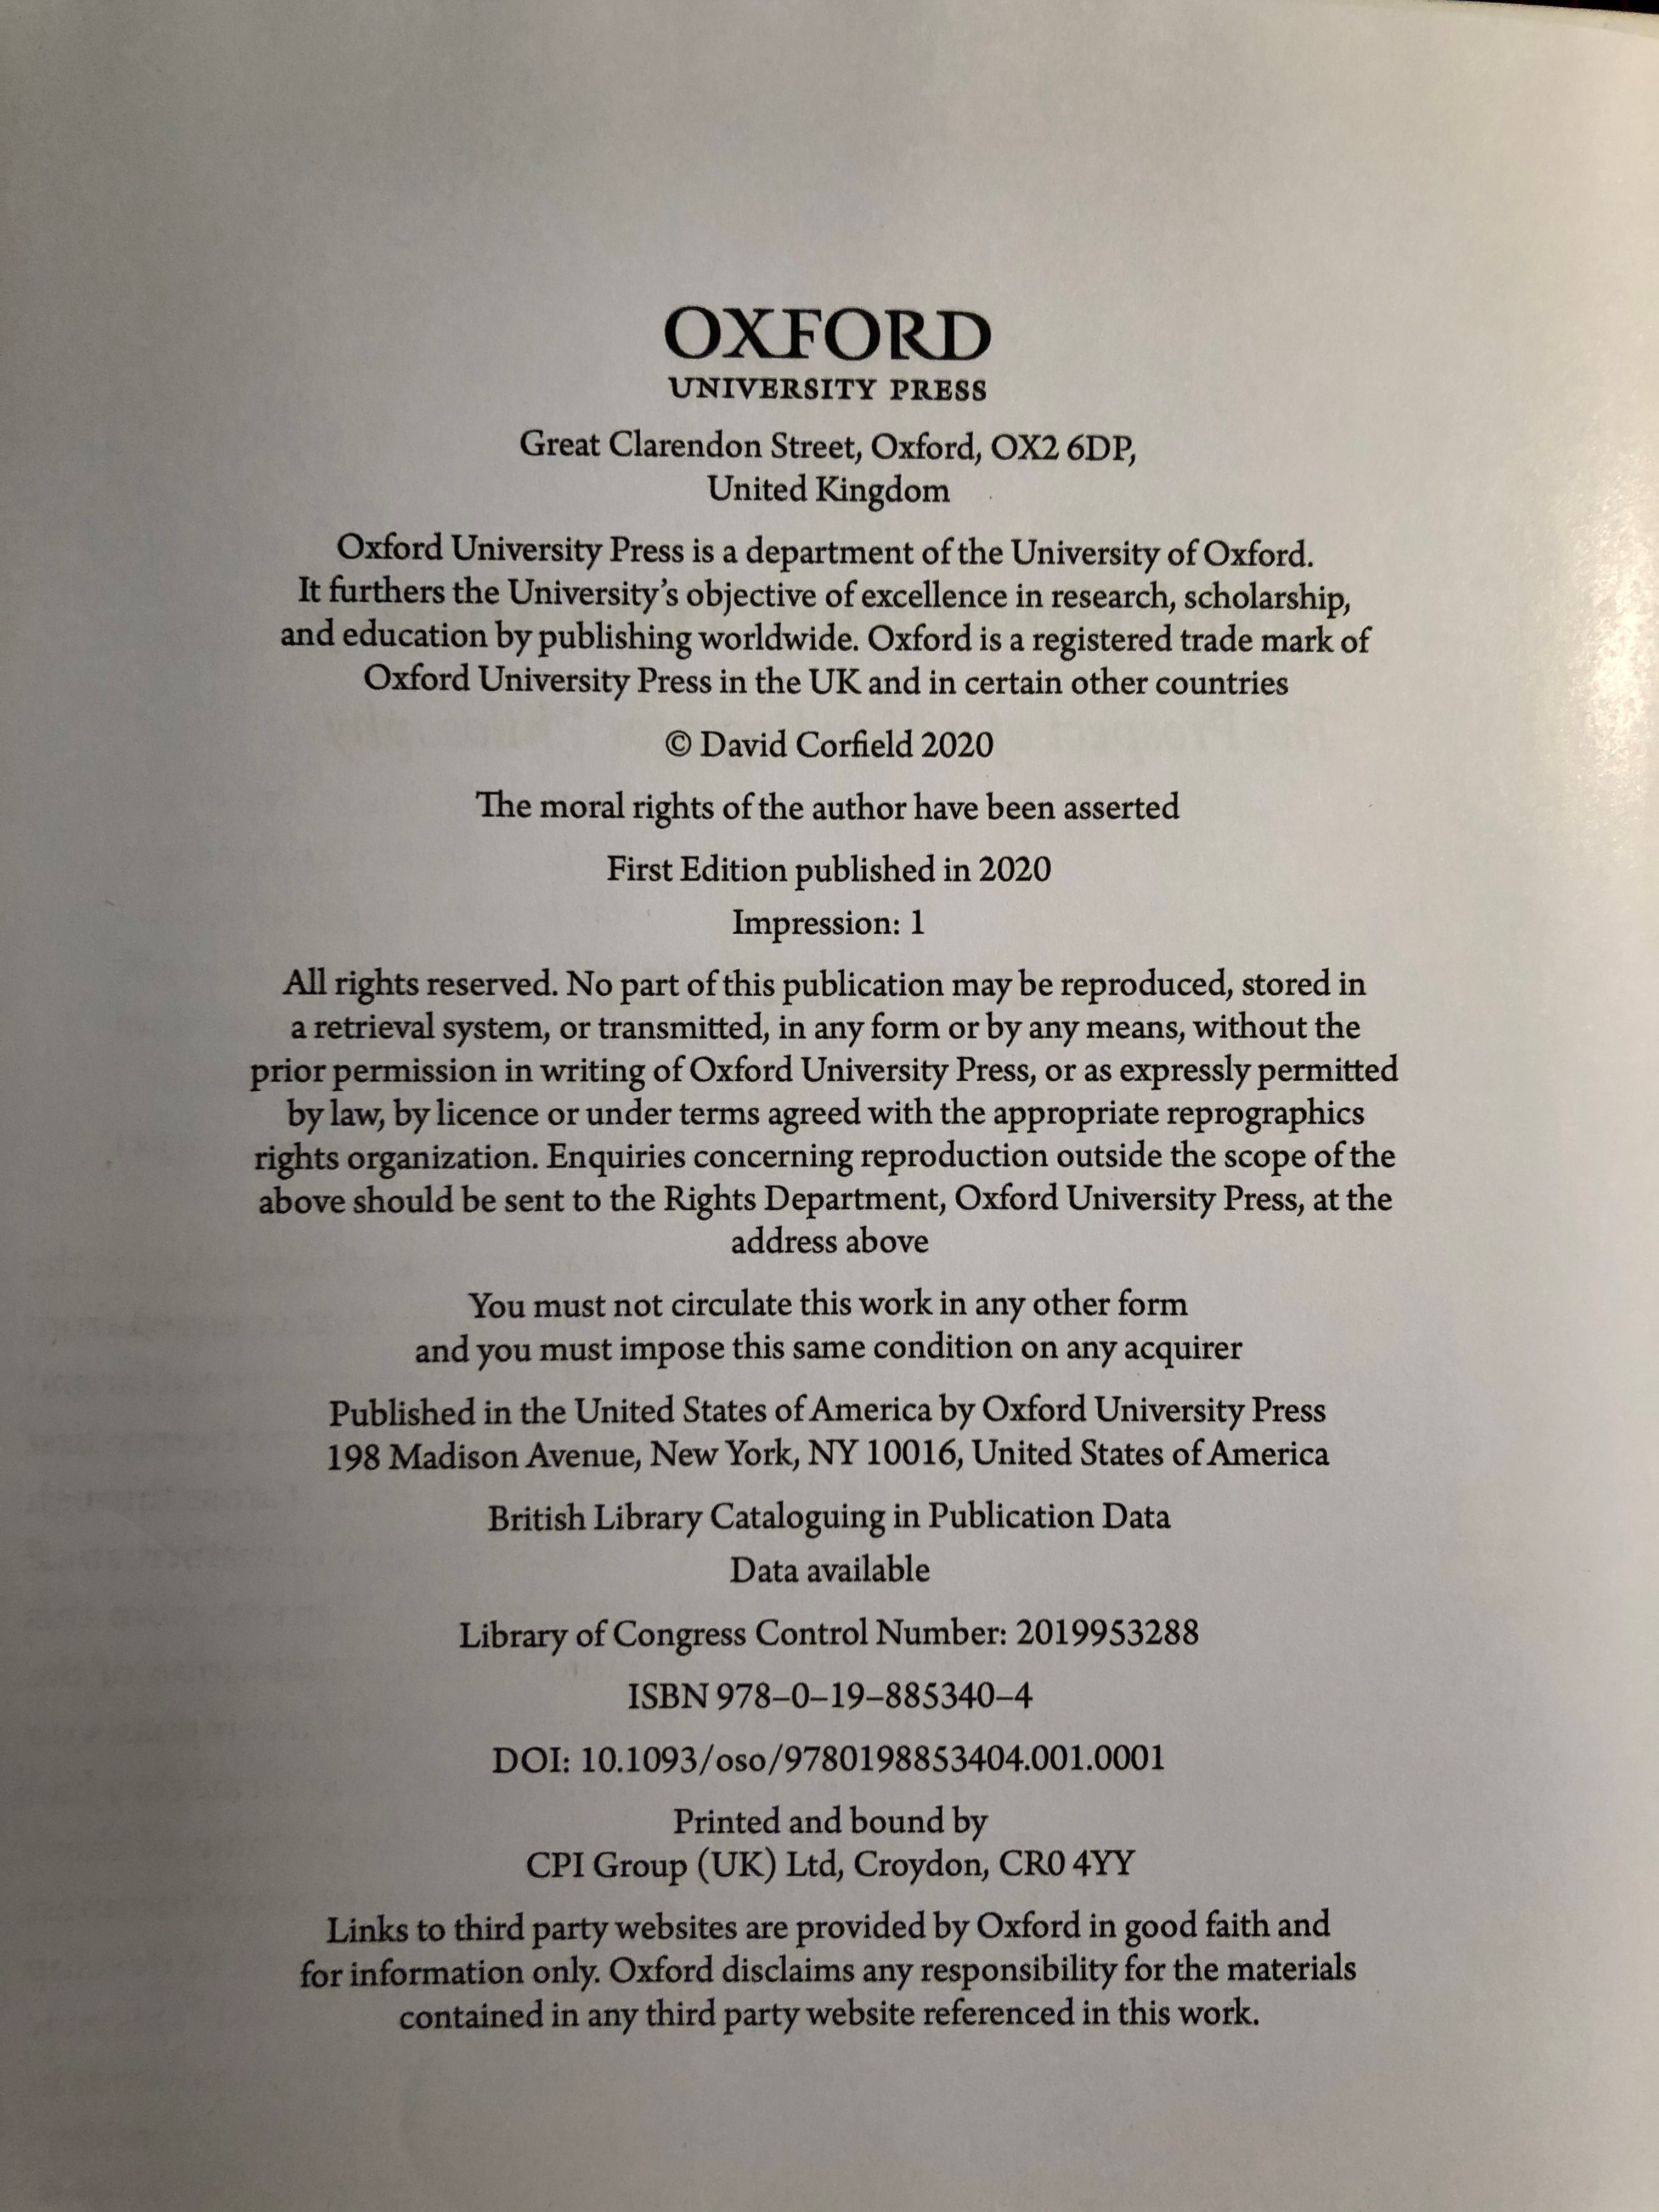 OXFORD
UNIVERSITY PRESS
Great Clarendon Street, Oxford, OX2 6DP,
United Kingdom
Oxford University Press is a department of the University of Oxford.
It furthers the University's objective of excellence in research, scholarship,
and education by publishing worldwide. Oxford is a registered trade mark of
Oxford University Press in the UK and in certain other countries
© David Corfield 2020
The moral rights of the author have been asserted
First Edition published in 2020
Impression: 1
All rights reserved. No part of this publication may be reproduced, stored in
a retrieval system, or transmitted, in any form or by any means, without the
prior permission in writing of Oxford University Press, or as expressly permitted
by law, by licence or under terms agreed with the appropriate reprographics
rights organization. Enquiries concerning reproduction outside the scope of the
above should be sent to the Rights Department, Oxford University Press, at the
address above
You must not circulate this work in any other form
and you must impose this same condition on any acquirer
Published in the United States of America by Oxford University Press
198 Madison Avenue, New York, NY 10016, United States of America
British Library Cataloguing in Publication Data
Data available
Library of Congress Control Number: 2019953288
ISBN 978–0–19–885340–4
DOI: 10.1093/oso/9780198853404.001.0001
Printed and bound by
CPI Group (UK) Ltd, Croydon, CR0 4YY
Links to third party websites are provided by Oxford in good faith and
for information only. Oxford disclaims any responsibility for the materials
contained in any third party website referenced in this work.